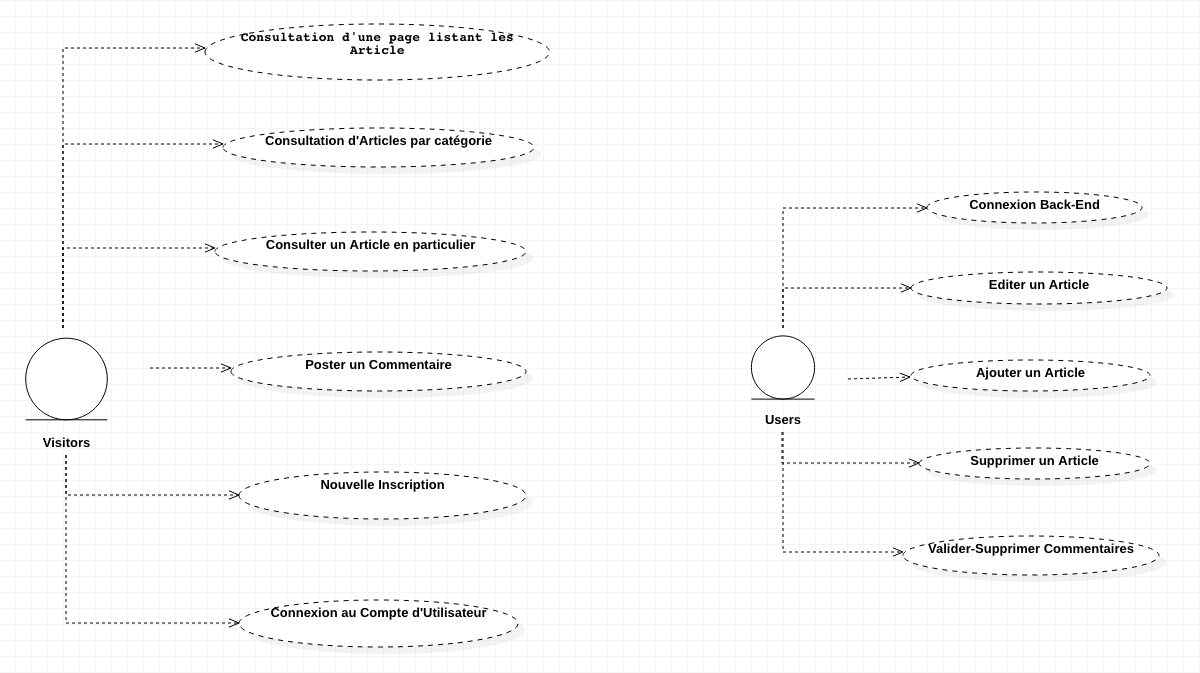 Consultation d'une page listant les
Article
Consultation d'Articles par catégorie
Consulter un Article en particulier
Poster un Commentaire
Visitors
Nouvelle Inscription
Connexion au Compte d'Utilisateur
Connexion Back-End
Editer un Article
Ajouter un Article
Users
Supprimer un Article
Valider-Supprimer Commentaires